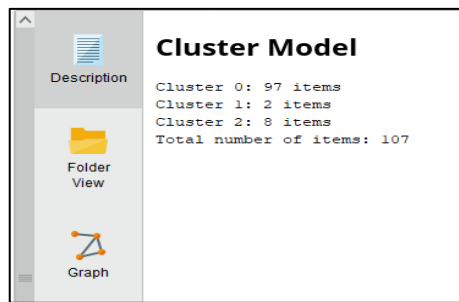 Description
Folder
View
Graph
Cluster Model
Cluster 0: 97 items
Cluster 1: 2 items
Cluster 2: 8 items
Total number of items: 107